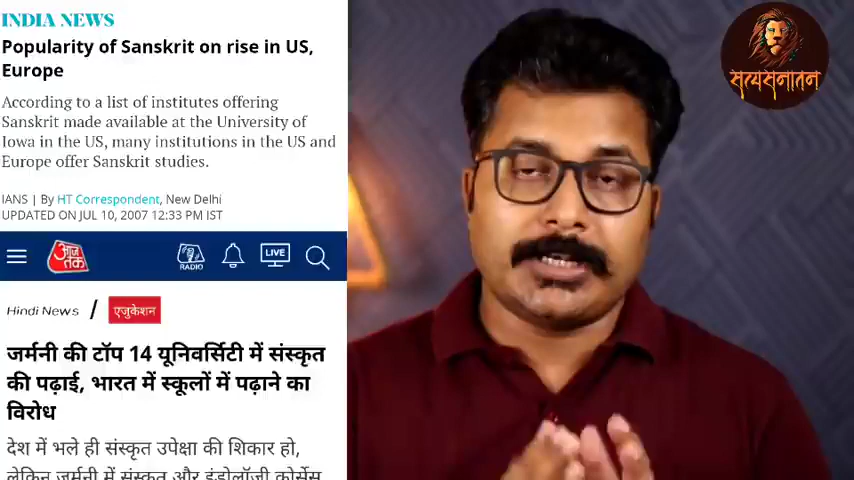 INDIA NEWS
Popularity of Sanskrit on rise in US,
Europe
According to a list of institutes offering
Sanskrit made available at the University of
Iowa in the US, many institutions in the US and
Europe offer Sanskrit studies.
IANS | By HT Correspondent, New Delhi
UPDATED ON JUL 10, 2007 12:33 PM IST
आज तक
RADIO
LIVE
Hindi News / एजुकेशन
जर्मनी की टॉप 14 यूनिवर्सिटी में संस्कृत
की पढ़ाई, भारत में स्कूलों में पढ़ाने का
विरोध
देश में भले ही संस्कृत उपेक्षा की शिकार हो,
लेकिन जर्मनी में संस्कृत और इंडोलॉजी कोर्सेस
सत्यसनातन